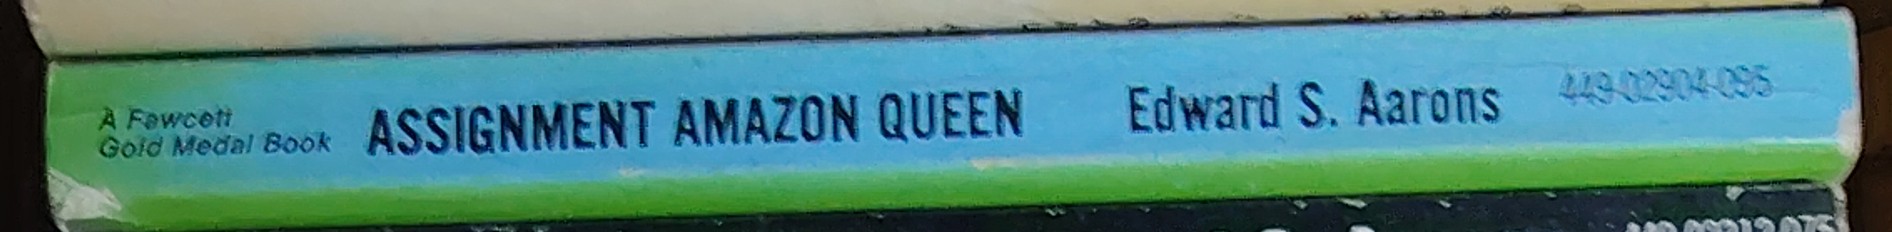 A Fawcett
Gold Medal Book
ASSIGNMENT AMAZON QUEEN
Edward S. Aarons
449-02904-095